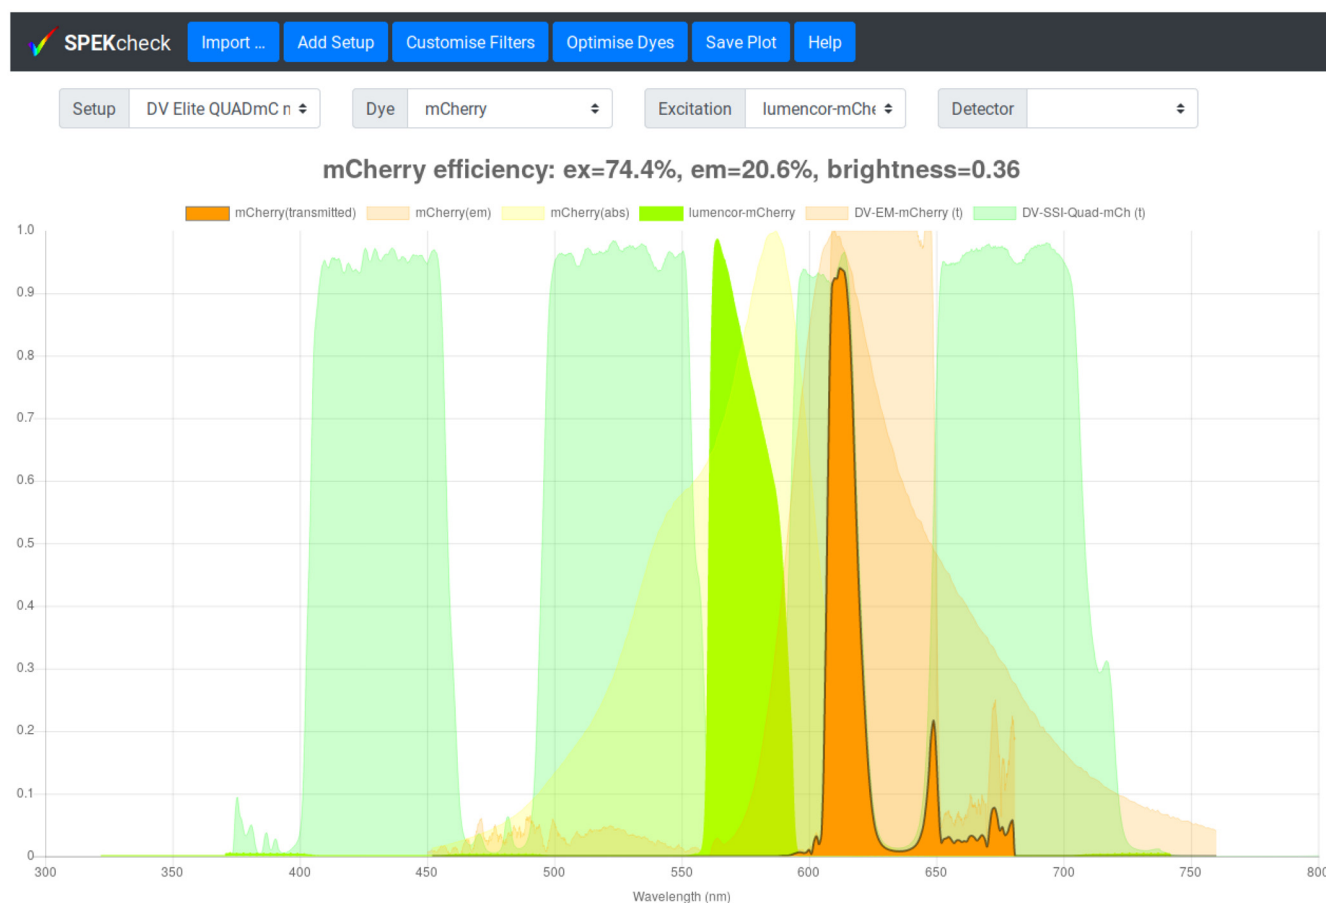 SPEKcheck Import ... Add Setup Customise Filters Optimise Dyes Save Plot Help
Setup DV Elite QUADmC n Dye mCherry Excitation lumencor-mChe Detector
mCherry efficiency: ex=74.4%, em=20.6%, brightness=0.36
mCherry(transmitted) mCherry(em) mCherry(abs) lumencor-mCherry DV-EM-mCherry (t) DV-SSI-Quad-mCh (t)
1.0
0.9
0.8
0.7
0.6
0.5
0.4
0.3
0.2
0.1
0
300 350 400 450 500 550 600 650 700 750 800
Wavelength (nm)